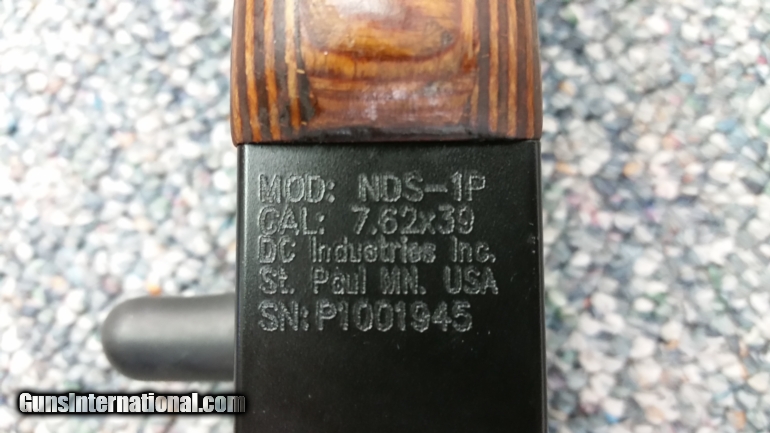 MOD: NDS-1P
CAL: 7.62x39
DC Industries Inc.
St. Paul MN. USA
SN: P1001945
GunsInternational.com